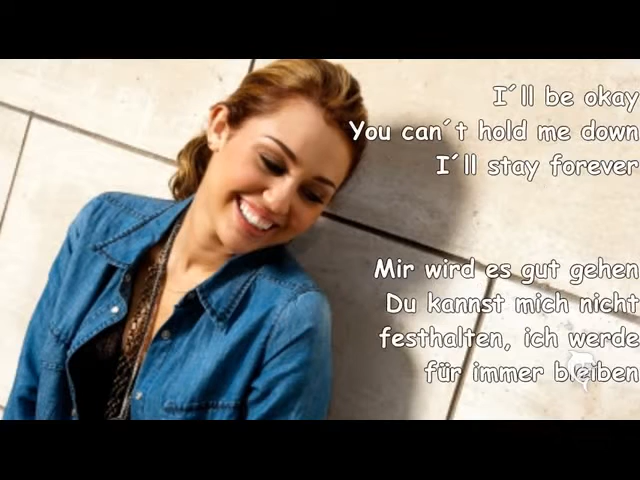 I´ll be okay
You can´t hold me down
I´ll stay forever
Mir wird es gut gehen
Du kannst mich nicht
festhalten, ich werde
für immer bleiben